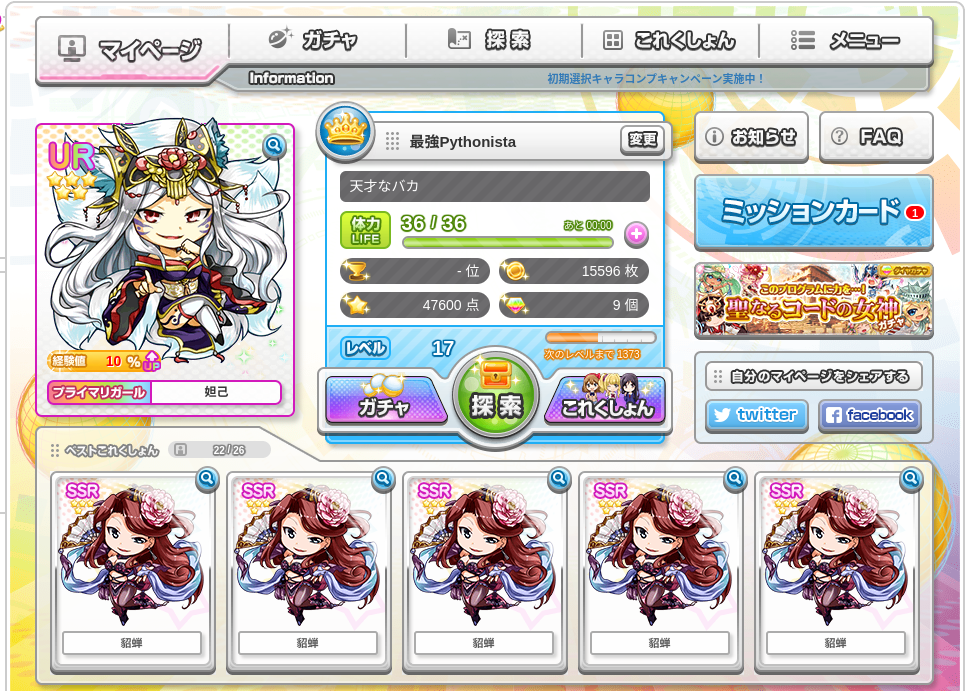 マイページ
ガチャ
探索
これくしょん
メニュー
Information
初期選択キャラコンプキャンペーン実施中！
UR
経験値 10 % UP
プライマリガール
妲己
最強Pythonista
変更
天才なバカ
体力
LIFE
36 / 36
あと 00:00
- 位
15596 枚
47600 点
9 個
レベル 17
次のレベルまで 1373
ガチャ
探索
これくしょん
お知らせ
FAQ
ミッションカード
1
ダイヤガチャ
このプログラムに力を…!
聖なるコードの女神
ガチャ
自分のマイページをシェアする
twitter
facebook
ベストこれくしょん
22 / 26
SSR
貂蝉
SSR
貂蝉
SSR
貂蝉
SSR
貂蝉
SSR
貂蝉